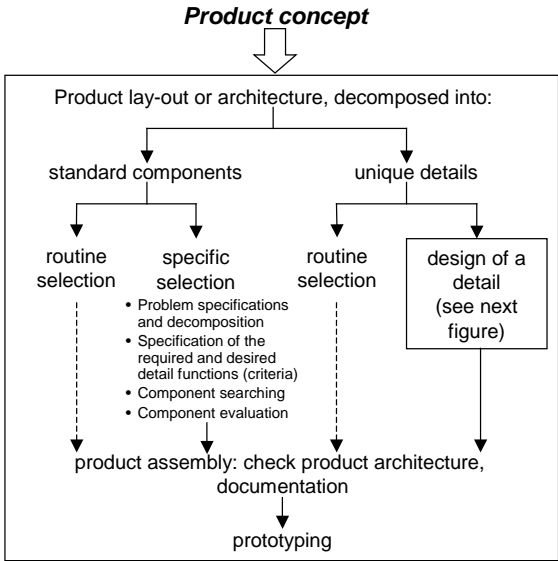 Product concept
Product lay-out or architecture, decomposed into:
standard components
unique details
routine
selection
specific
selection
• Problem specifications
and decomposition
• Specification of the
required and desired
detail functions (criteria)
• Component searching
• Component evaluation
routine
selection
design of a
detail
(see next
figure)
product assembly: check product architecture,
documentation
prototyping